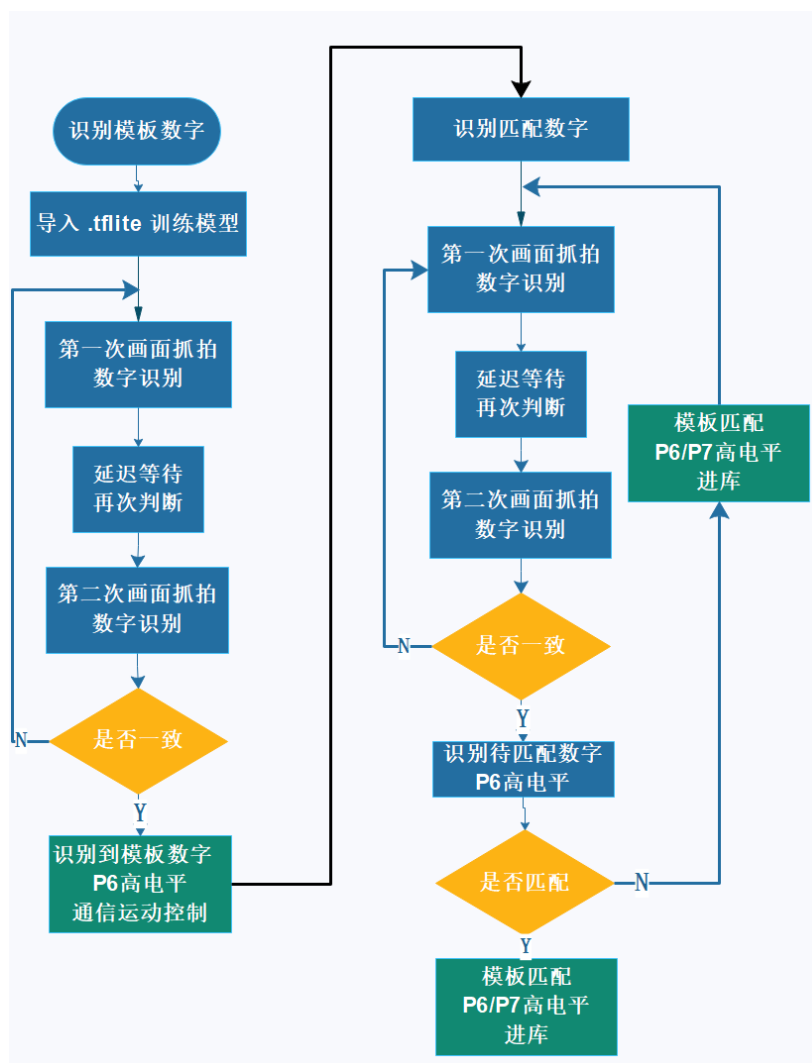 识别模板数字
导入 .tflite 训练模型
第一次画面抓拍
数字识别
延迟等待
再次判断
第二次画面抓拍
数字识别
是否一致
N
Y
识别到模板数字
P6高电平
通信运动控制
识别匹配数字
第一次画面抓拍
数字识别
延迟等待
再次判断
第二次画面抓拍
数字识别
是否一致
N
Y
识别待匹配数字
P6高电平
是否匹配
N
Y
模板匹配
P6/P7高电平
进库
模板匹配
P6/P7高电平
进库